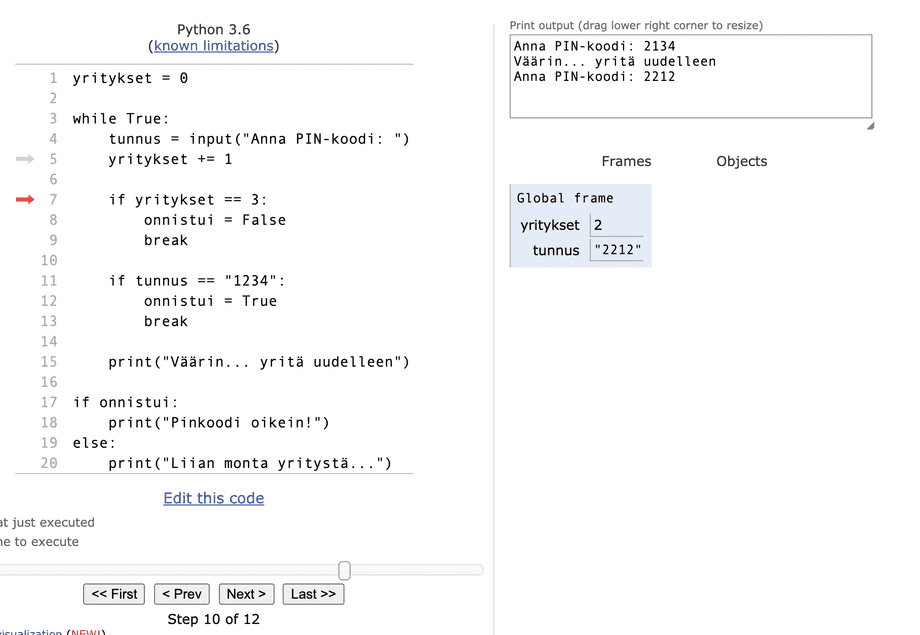 Python 3.6
(known limitations)
1 yritykset = 0
2
3 while True:
4 tunnus = input("Anna PIN-koodi: ")
5 yritykset += 1
6
7 if yritykset == 3:
8 onnistui = False
9 break
10
11 if tunnus == "1234":
12 onnistui = True
13 break
14
15 print("Väärin... yritä uudelleen")
16
17 if onnistui:
18 print("Pinkoodi oikein!")
19 else:
20 print("Liian monta yritystä...")
Edit this code
at just executed
ne to execute
<< First < Prev Next > Last >>
Step 10 of 12
visualization (NEW!)
Print output (drag lower right corner to resize)
Anna PIN-koodi: 2134
Väärin... yritä uudelleen
Anna PIN-koodi: 2212
Frames Objects
Global frame
yritykset 2
tunnus "2212"